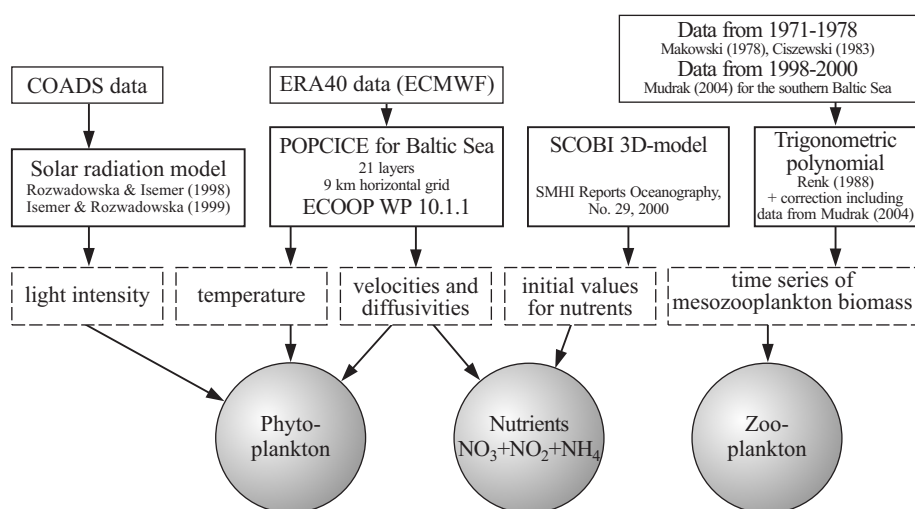 COADS data
ERA40 data (ECMWF)
Data from 1971-1978
Makowski (1978), Ciszewski (1983)
Data from 1998-2000
Mudrak (2004) for the southern Baltic Sea
Solar radiation model
Rozwadowska & Isemer (1998)
Isemer & Rozwadowska (1999)
POPCICE for Baltic Sea
21 layers
9 km horizontal grid
ECOOP WP 10.1.1
SCOBI 3D-model
SMHI Reports Oceanography,
No. 29, 2000
Trigonometric
polynomial
Renk (1988)
+ correction including
data from Mudrak (2004)
light intensity
temperature
velocities and
diffusivities
initial values
for nutrents
time series of
mesozooplankton biomass
Phyto-
plankton
Nutrients
NO₃+NO₂+NH₄
Zoo-
plankton